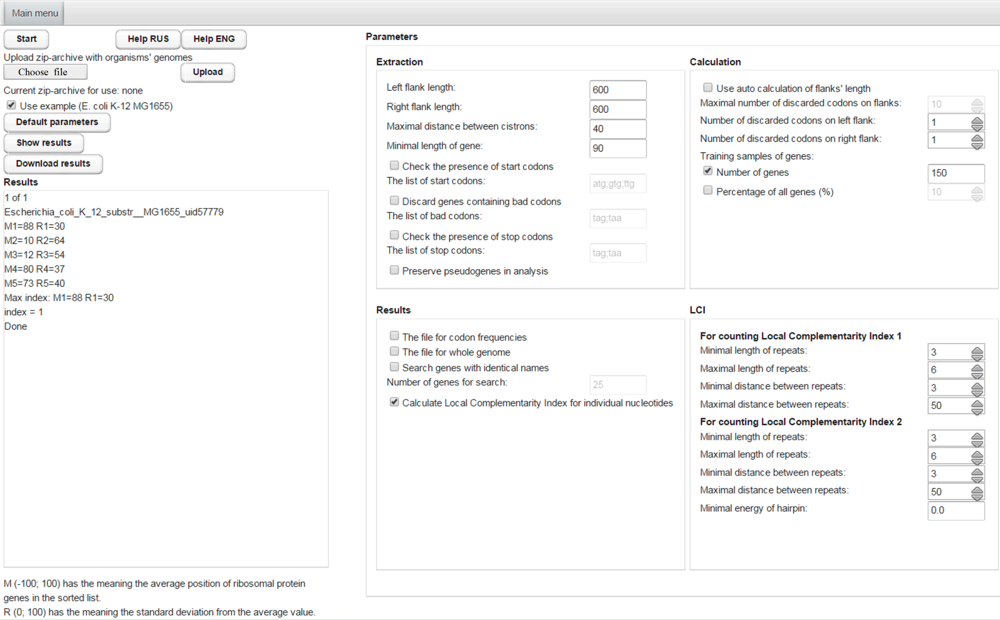 Main menu
Start
Help RUS
Help ENG
Upload zip-archive with organisms' genomes
Choose file
Upload
Current zip-archive for use: none
Use example (E. coli K-12 MG1655)
Default parameters
Show results
Download results
Results
1 of 1
Escherichia_coli_K_12_substr__MG1655_uid57779
M1=88 R1=30
M2=10 R2=64
M3=12 R3=54
M4=80 R4=37
M5=73 R5=40
Max index: M1=88 R1=30
index = 1
Done
M (-100; 100) has the meaning the average position of ribosomal protein
genes in the sorted list.
R (0; 100) has the meaning the standard deviation from the average value.
Parameters
Extraction
Left flank length: 600
Right flank length: 600
Maximal distance between cistrons: 40
Minimal length of gene: 90
Check the presence of start codons
The list of start codons: atg;gtg;ttg
Discard genes containing bad codons
The list of bad codons: tag;taa
Check the presence of stop codons
The list of stop codons: tag;taa
Preserve pseudogenes in analysis
Calculation
Use auto calculation of flanks' length
Maximal number of discarded codons on flanks: 10
Number of discarded codons on left flank: 1
Number of discarded codons on right flank: 1
Training samples of genes:
Number of genes 150
Percentage of all genes (%) 10
Results
The file for codon frequencies
The file for whole genome
Search genes with identical names
Number of genes for search: 25
Calculate Local Complementarity Index for individual nucleotides
LCI
For counting Local Complementarity Index 1
Minimal length of repeats: 3
Maximal length of repeats: 6
Minimal distance between repeats: 3
Maximal distance between repeats: 50
For counting Local Complementarity Index 2
Minimal length of repeats: 3
Maximal length of repeats: 6
Minimal distance between repeats: 3
Maximal distance between repeats: 50
Minimal energy of hairpin: 0.0